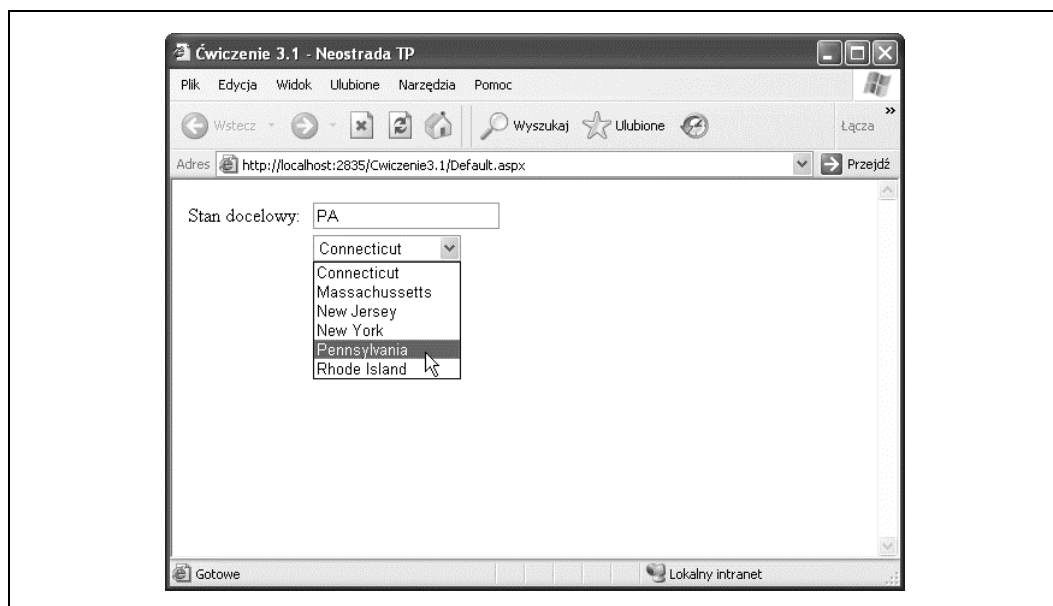 Ćwiczenie 3.1 - Neostrada TP
Plik Edycja Widok Ulubione Narzędzia Pomoc
Wstecz Wyszukaj Ulubione Łącza
Adres http://localhost:2835/Cwiczenie3.1/Default.aspx Przejdź
Stan docelowy: PA
Connecticut
Connecticut
Massachussetts
New Jersey
New York
Pennsylvania
Rhode Island
Gotowe Lokalny intranet